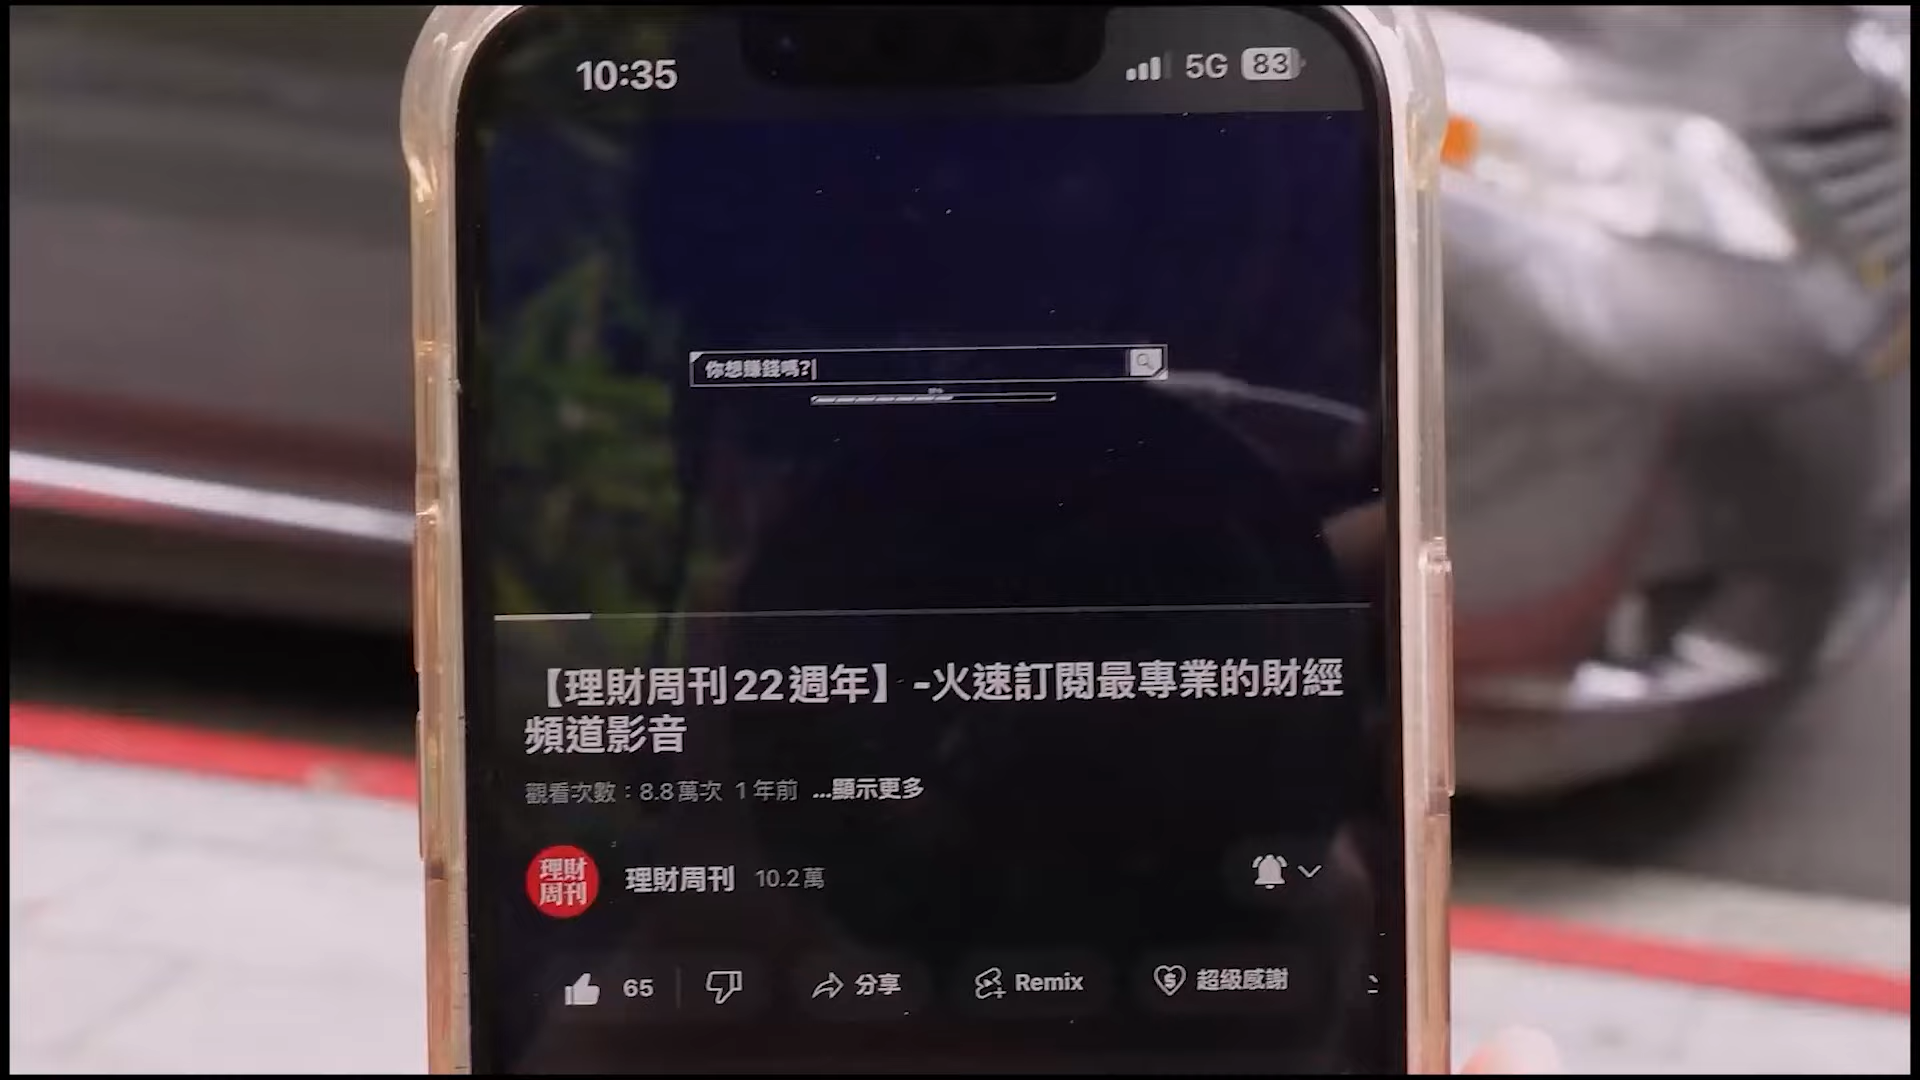 10:35
5G 83
你想賺錢嗎?
【理財周刊22週年】-火速訂閱最專業的財經
頻道影音
觀看次數：8.8萬次 1年前 ...顯示更多
理財
周刊
理財周刊 10.2萬
65
分享
Remix
超級感謝